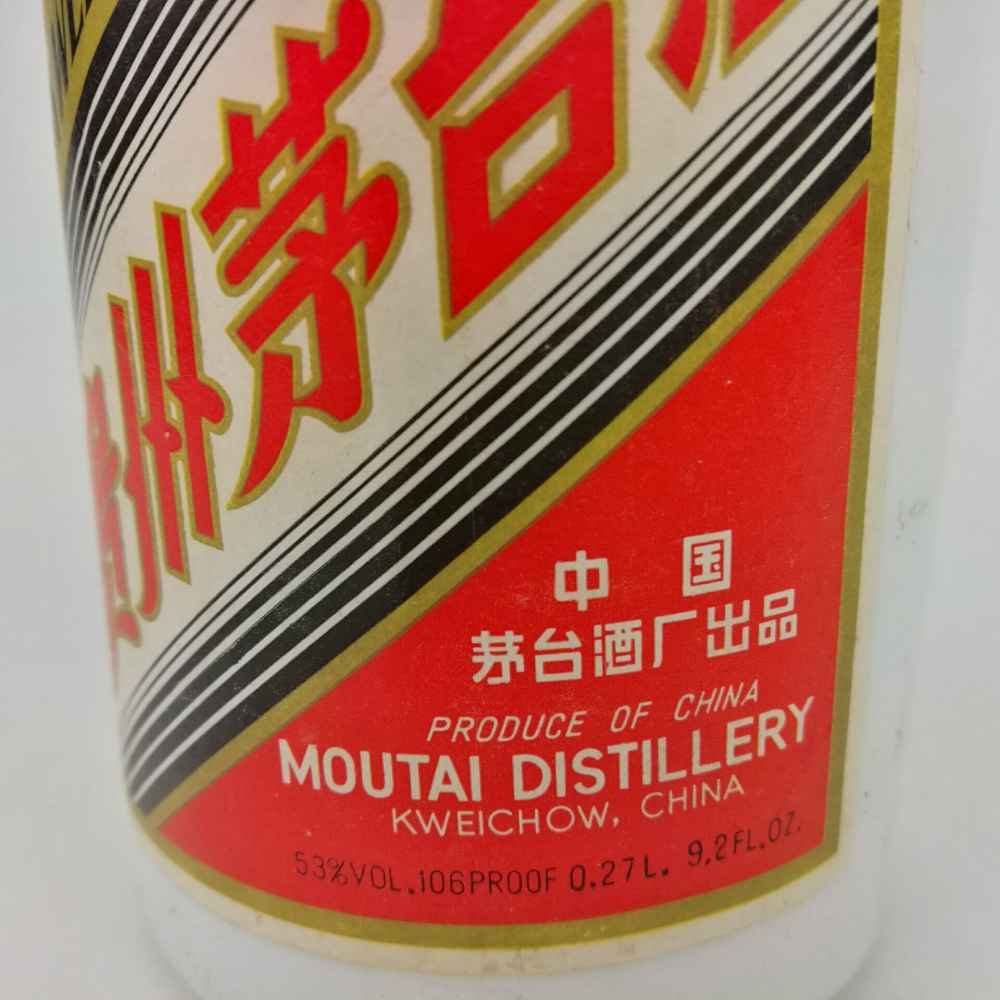 贵州茅台
中国
茅台酒厂出品
PRODUCE OF CHINA
MOUTAI DISTILLERY
KWEICHOW, CHINA
53%VOL.106PROOF 0.27L. 9.2FL.OZ.